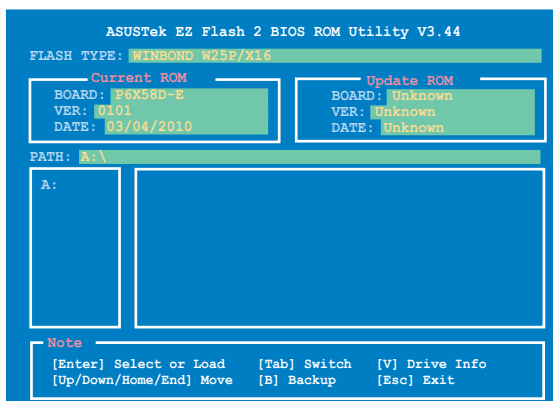 ASUSTek EZ Flash 2 BIOS ROM Utility V3.44
FLASH TYPE: WINBOND W25P/X16
Current ROM
BOARD: P6X58D-E
VER: 0101
DATE: 03/04/2010
Update ROM
BOARD: Unknown
VER: Unknown
DATE: Unknown
PATH: A:\
A:
Note
[Enter] Select or Load [Tab] Switch [V] Drive Info
[Up/Down/Home/End] Move [B] Backup [Esc] Exit